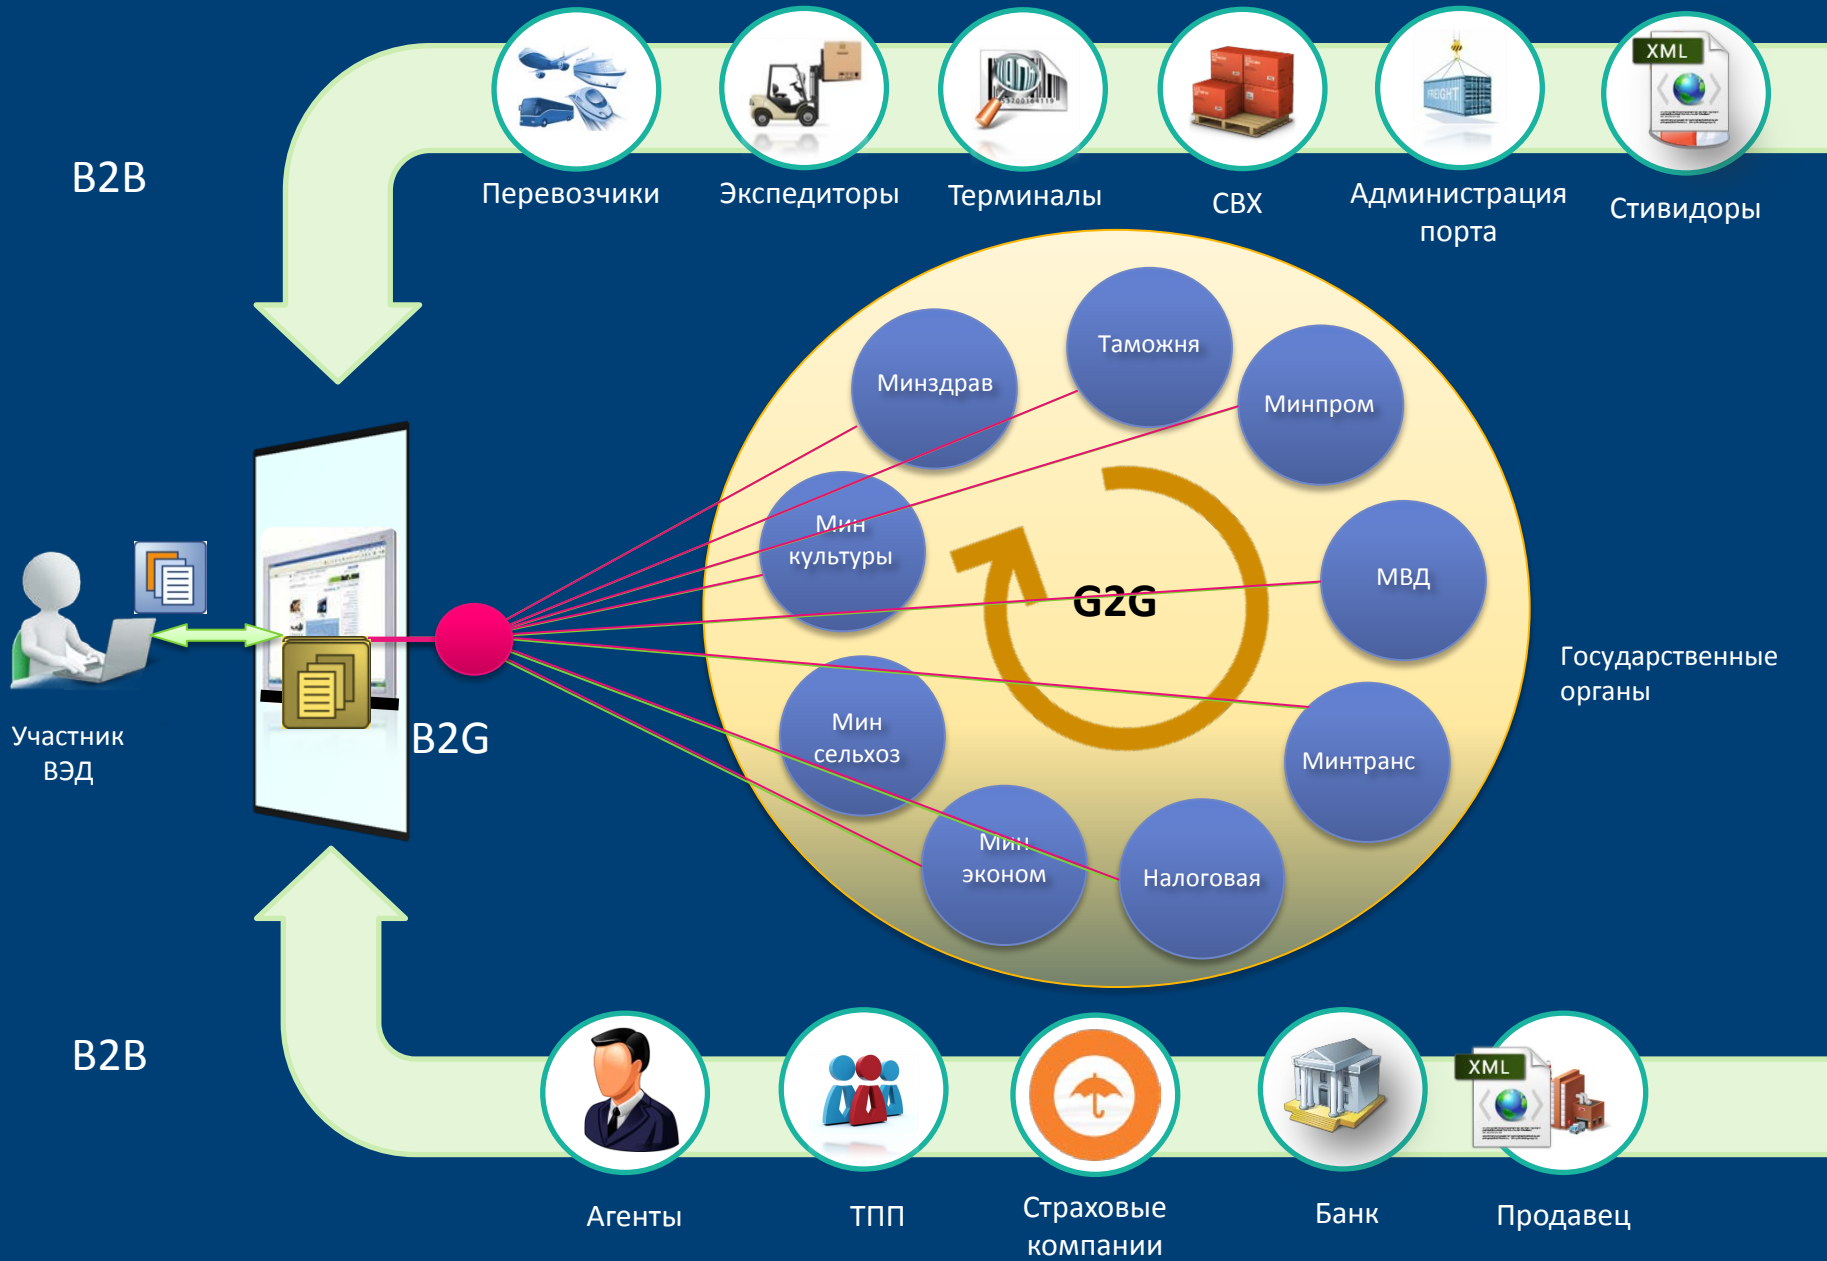 XML
B2B
Перевозчики
Экспедиторы
Терминалы
СВХ
Администрация
порта
Стивидоры
FREIGHT
Таможня
Минздрав
Минпром
Мин
культуры
G2G
МВД
Государственные
органы
Мин
сельхоз
B2G
Участник
ВЭД
Минтранс
Мин
эконом
Налоговая
B2B
XML
Агенты
ТПП
Страховые
компании
Банк
Продавец